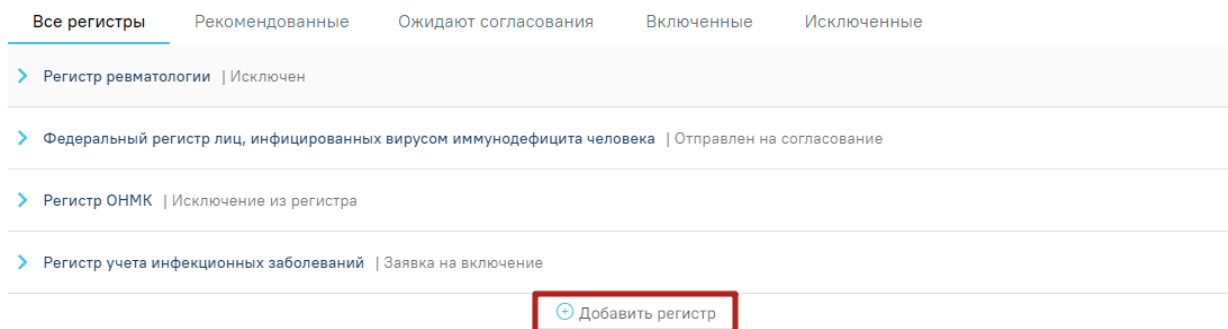 Все регистры Рекомендованные Ожидают согласования Включенные Исключенные
Регистр ревматологии | Исключен
Федеральный регистр лиц, инфицированных вирусом иммунодефицита человека | Отправлен на согласование
Регистр ОНМК | Исключение из регистра
Регистр учета инфекционных заболеваний | Заявка на включение
Добавить регистр